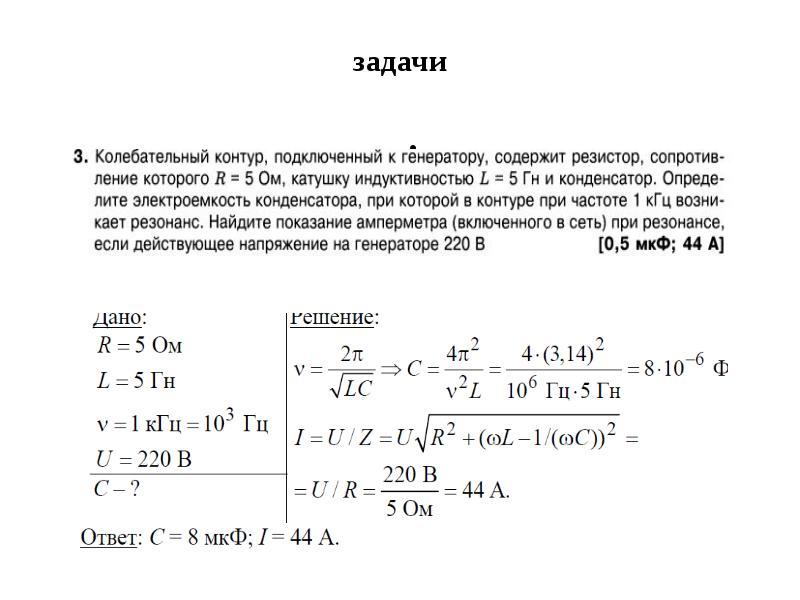 задачи
3. Колебательный контур, подключенный к генератору, содержит резистор, сопротив-
ление которого R = 5 Ом, катушку индуктивностью L = 5 Гн и конденсатор. Опреде-
лите электроемкость конденсатора, при которой в контуре при частоте 1 кГц возни-
кает резонанс. Найдите показание амперметра (включенного в сеть) при резонансе,
если действующее напряжение на генераторе 220 В [0,5 мкФ; 44 А]
Дано:
R = 5 Ом
L = 5 Гн
ν = 1 кГц = 10³ Гц
U = 220 В
C – ?
Решение:
ν = 2π / √LC ⇒ C = 4π² / ν²L = 4·(3,14)² / 10⁶ Гц·5 Гн = 8·10⁻⁶ Ф
I = U / Z = U√R² + (ωL – 1/(ωC))² =
= U / R = 220 В / 5 Ом = 44 А.
Ответ: C = 8 мкФ; I = 44 А.